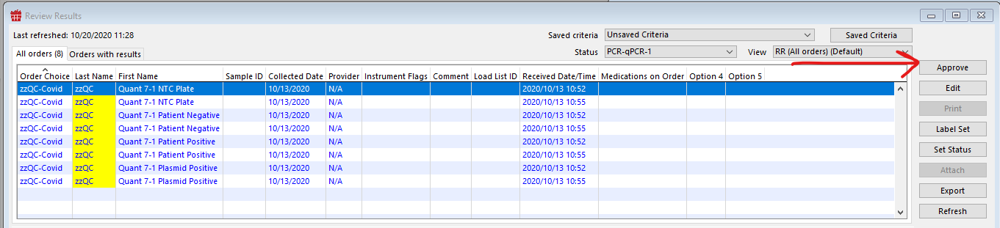 Review Results
Last refreshed: 10/20/2020 11:28
Saved criteria Unsaved Criteria Saved Criteria
Status PCR-qPCR-1 View RR (All orders) (Default)
All orders (8) Orders with results
Order Choice Last Name First Name Sample ID Collected Date Provider Instrument Flags Comment Load List ID Received Date/Time Medications on Order Option 4 Option 5
zzQC-Covid zzQC Quant 7-1 NTC Plate 10/13/2020 N/A 2020/10/13 10:52
zzQC-Covid zzQC Quant 7-1 NTC Plate 10/13/2020 N/A 2020/10/13 10:55
zzQC-Covid zzQC Quant 7-1 Patient Negative 10/13/2020 N/A 2020/10/13 10:52
zzQC-Covid zzQC Quant 7-1 Patient Negative 10/13/2020 N/A 2020/10/13 10:55
zzQC-Covid zzQC Quant 7-1 Patient Positive 10/13/2020 N/A 2020/10/13 10:52
zzQC-Covid zzQC Quant 7-1 Patient Positive 10/13/2020 N/A 2020/10/13 10:55
zzQC-Covid zzQC Quant 7-1 Plasmid Positive 10/13/2020 N/A 2020/10/13 10:52
zzQC-Covid zzQC Quant 7-1 Plasmid Positive 10/13/2020 N/A 2020/10/13 10:55
Approve
Edit
Print
Label Set
Set Status
Attach
Export
Refresh